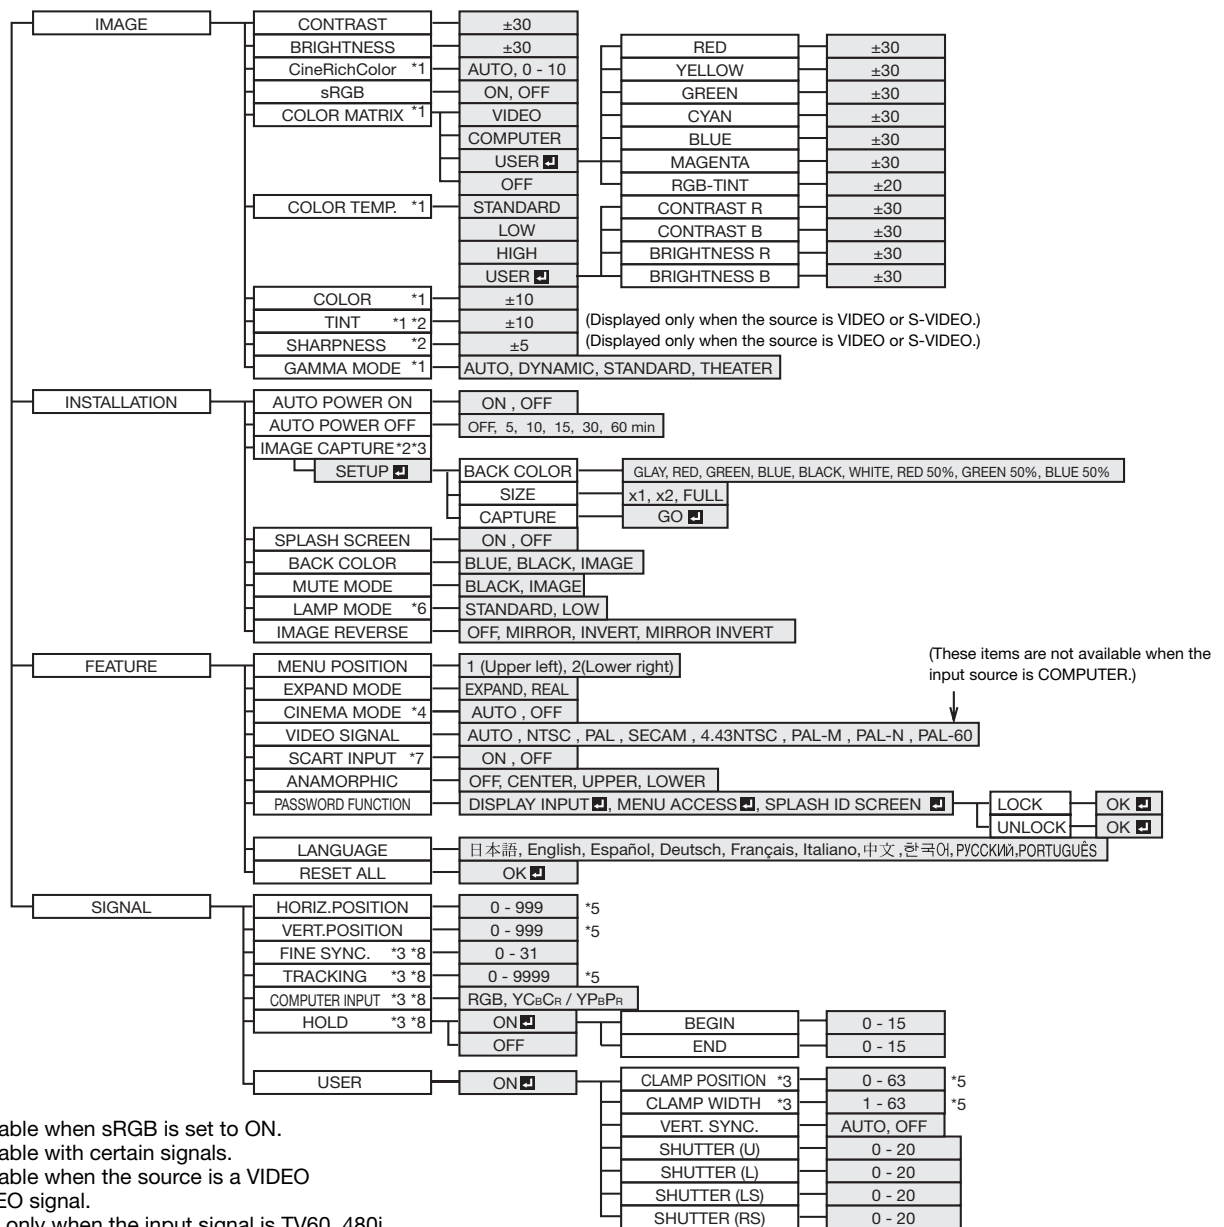 IMAGE
CONTRAST ±30
BRIGHTNESS ±30
CineRichColor *1 AUTO, 0 - 10
sRGB ON, OFF
COLOR MATRIX *1 VIDEO
COMPUTER
USER
OFF
RED ±30
YELLOW ±30
GREEN ±30
CYAN ±30
BLUE ±30
MAGENTA ±30
RGB-TINT ±20
COLOR TEMP. *1 STANDARD
LOW
HIGH
USER
CONTRAST R ±30
CONTRAST B ±30
BRIGHTNESS R ±30
BRIGHTNESS B ±30
COLOR *1 ±10
TINT *1 *2 ±10 (Displayed only when the source is VIDEO or S-VIDEO.)
SHARPNESS *2 ±5 (Displayed only when the source is VIDEO or S-VIDEO.)
GAMMA MODE *1 AUTO, DYNAMIC, STANDARD, THEATER
INSTALLATION
AUTO POWER ON ON , OFF
AUTO POWER OFF OFF, 5, 10, 15, 30, 60 min
IMAGE CAPTURE*2*3
SETUP
BACK COLOR GLAY, RED, GREEN, BLUE, BLACK, WHITE, RED 50%, GREEN 50%, BLUE 50%
SIZE x1, x2, FULL
CAPTURE GO
SPLASH SCREEN ON , OFF
BACK COLOR BLUE, BLACK, IMAGE
MUTE MODE BLACK, IMAGE
LAMP MODE *6 STANDARD, LOW
IMAGE REVERSE OFF, MIRROR, INVERT, MIRROR INVERT
FEATURE
MENU POSITION 1 (Upper left), 2(Lower right)
EXPAND MODE EXPAND, REAL
CINEMA MODE *4 AUTO , OFF
(These items are not available when the
input source is COMPUTER.)
VIDEO SIGNAL AUTO , NTSC , PAL , SECAM , 4.43NTSC , PAL-M , PAL-N , PAL-60
SCART INPUT *7 ON , OFF
ANAMORPHIC OFF, CENTER, UPPER, LOWER
PASSWORD FUNCTION DISPLAY INPUT , MENU ACCESS , SPLASH ID SCREEN
LOCK OK
UNLOCK OK
LANGUAGE 日本語, English, Español, Deutsch, Français, Italiano,中文,한국어,РУССКИЙ,PORTUGUÊS
RESET ALL OK
SIGNAL
HORIZ.POSITION 0 - 999 *5
VERT.POSITION 0 - 999 *5
FINE SYNC. *3 *8 0 - 31
TRACKING *3 *8 0 - 9999 *5
COMPUTER INPUT *3 *8 RGB, YCBCR / YPBPR
HOLD *3 *8 ON
OFF
BEGIN 0 - 15
END 0 - 15
USER ON
CLAMP POSITION *3 0 - 63 *5
CLAMP WIDTH *3 1 - 63 *5
VERT. SYNC. AUTO, OFF
SHUTTER (U) 0 - 20
SHUTTER (L) 0 - 20
SHUTTER (LS) 0 - 20
SHUTTER (RS) 0 - 20
able when sRGB is set to ON.
able with certain signals.
able when the source is a VIDEO
EO signal.
only when the input signal is TV60, 480i